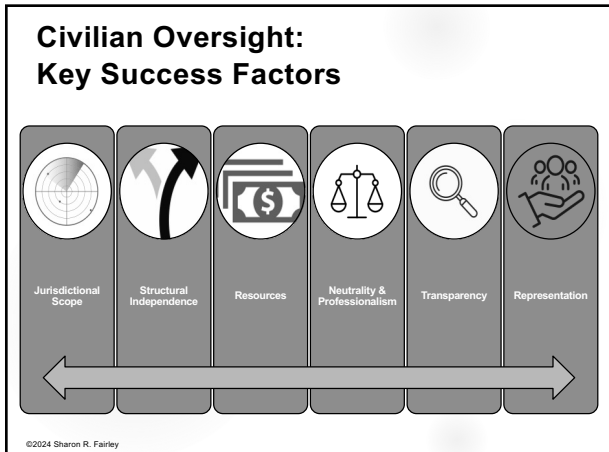 Civilian Oversight:
Key Success Factors
$
Jurisdictional
Scope
Structural
Independence
Resources
Neutrality &
Professionalism
Transparency
Representation
©2024 Sharon R. Fairley